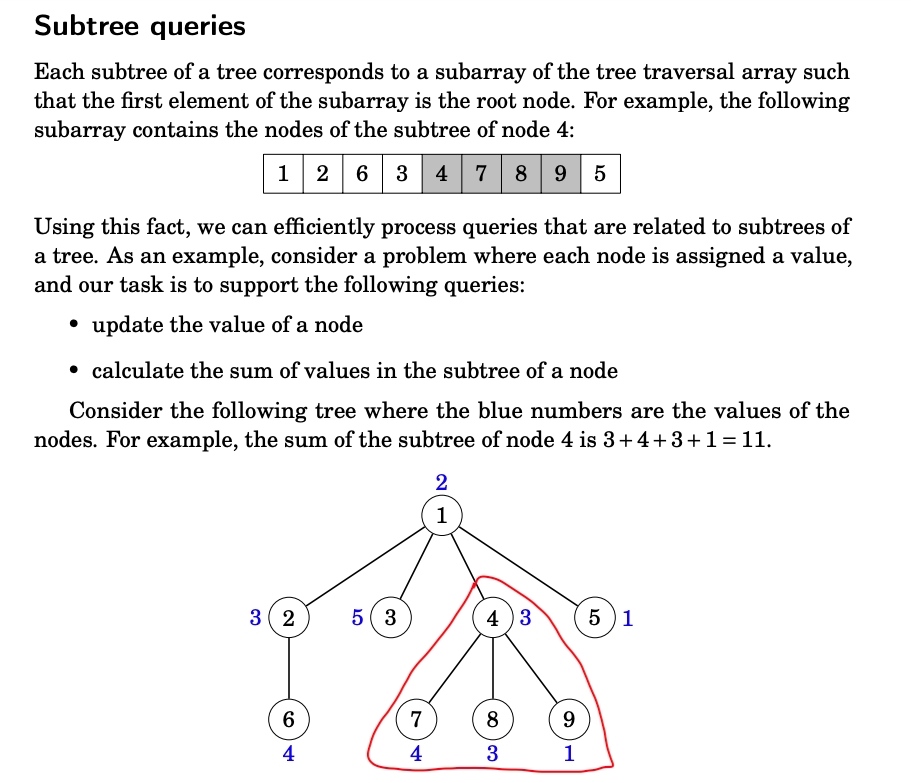 Subtree queries
Each subtree of a tree corresponds to a subarray of the tree traversal array such
that the first element of the subarray is the root node. For example, the following
subarray contains the nodes of the subtree of node 4:
1 2 6 3 4 7 8 9 5
Using this fact, we can efficiently process queries that are related to subtrees of
a tree. As an example, consider a problem where each node is assigned a value,
and our task is to support the following queries:
• update the value of a node
• calculate the sum of values in the subtree of a node
Consider the following tree where the blue numbers are the values of the
nodes. For example, the sum of the subtree of node 4 is 3+4+3+1=11.
2
1
3 2 5 3 4 3 5 1
6 7 8 9
4 4 3 1